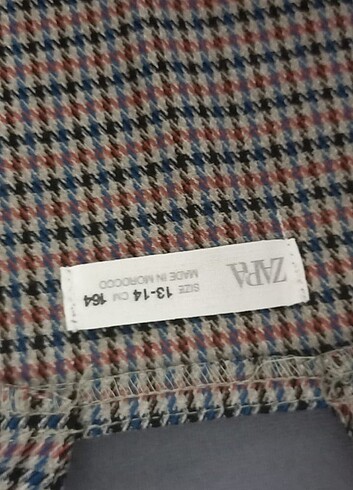 ZARA
SIZE 13-14 CM 164
MADE IN MOROCCO